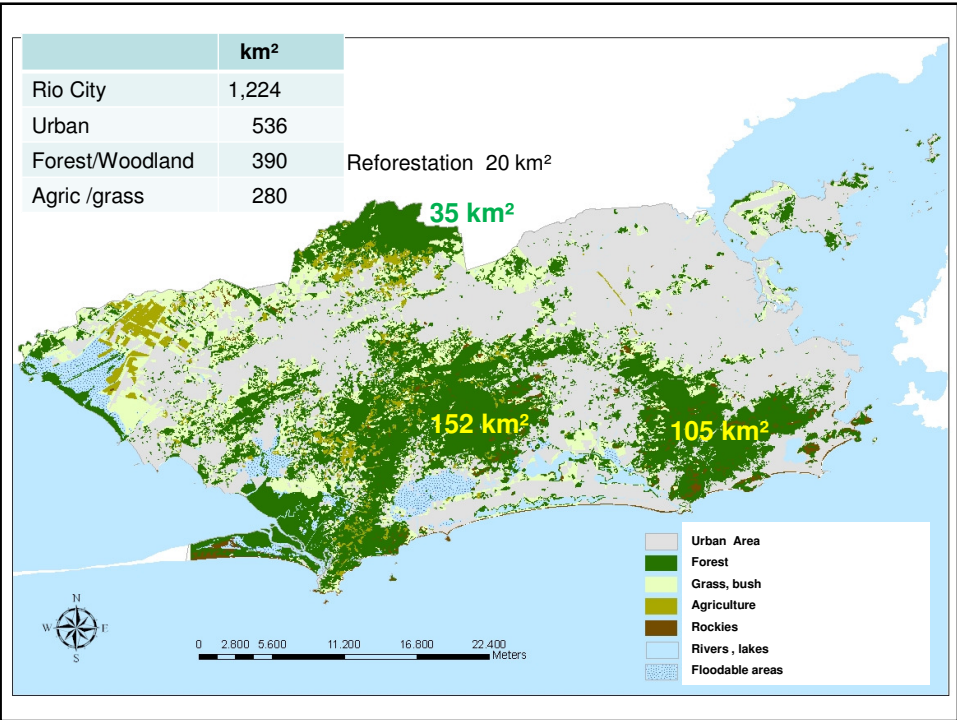 km²
Rio City 1,224
Urban 536
Forest/Woodland 390
Agric /grass 280
Reforestation 20 km²
35 km²
152 km²
105 km²
Urban Area
Forest
Grass, bush
Agriculture
Rockies
Rivers , lakes
Floodable areas
N
W E
S
0 2.800 5.600 11.200 16.800 22.400
Meters